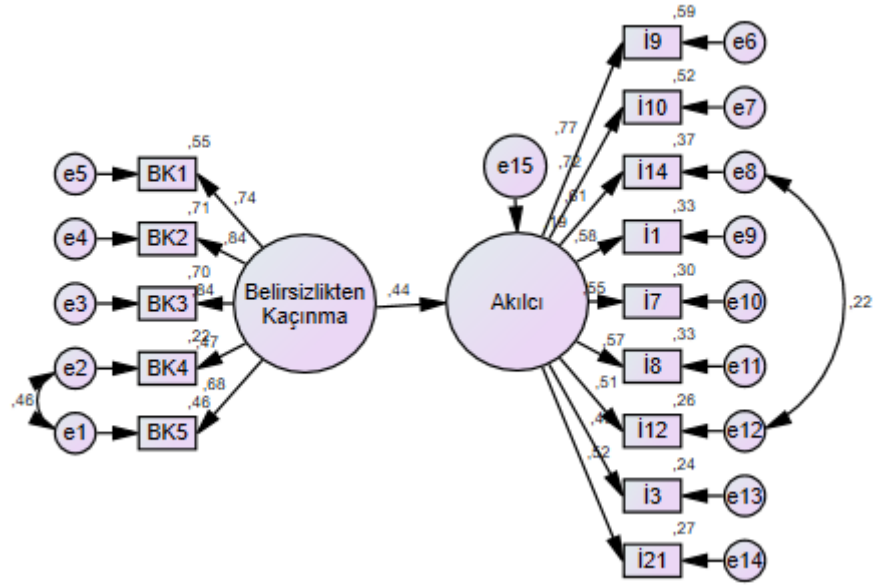 ,59
İ9
e6
,52
İ10
e7
,77
,55
,37
e5
BK1
e15
,72
İ14
e8
,74
,61
,71
,33
e4
BK2
,84
,19
,58
İ1
e9
,70
,30
e3
BK3
,84
Belirsizlikten
Kaçınma
,44
Akılcı
,55
İ7
e10
,22
,22
,47
,33
e2
BK4
,57
İ8
e11
,68
,51
,46
,46
,26
e1
BK5
İ12
e12
,52
,24
İ3
e13
,27
İ21
e14